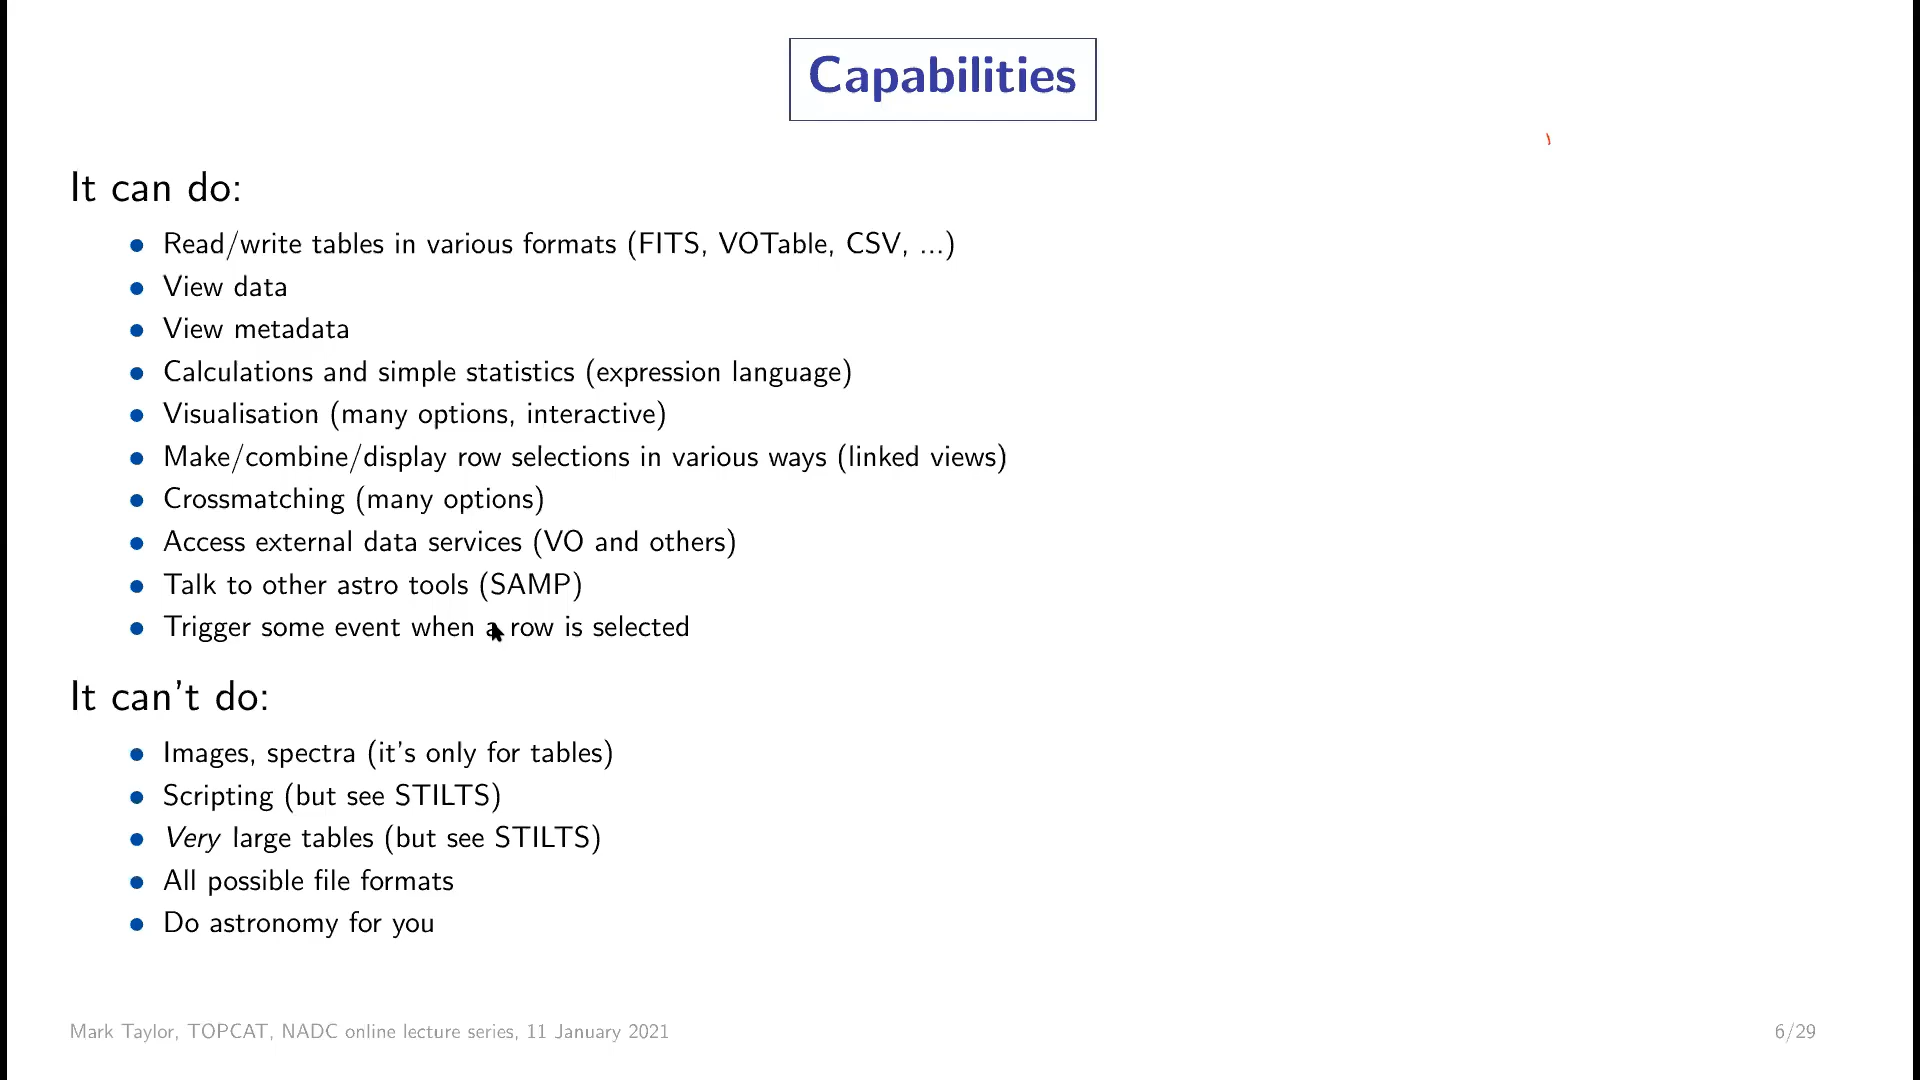 Capabilities
It can do:
• Read/write tables in various formats (FITS, VOTable, CSV, ...)
• View data
• View metadata
• Calculations and simple statistics (expression language)
• Visualisation (many options, interactive)
• Make/combine/display row selections in various ways (linked views)
• Crossmatching (many options)
• Access external data services (VO and others)
• Talk to other astro tools (SAMP)
• Trigger some event when a row is selected
It can't do:
• Images, spectra (it's only for tables)
• Scripting (but see STILTS)
• Very large tables (but see STILTS)
• All possible file formats
• Do astronomy for you
Mark Taylor, TOPCAT, NADC online lecture series, 11 January 2021
6/29